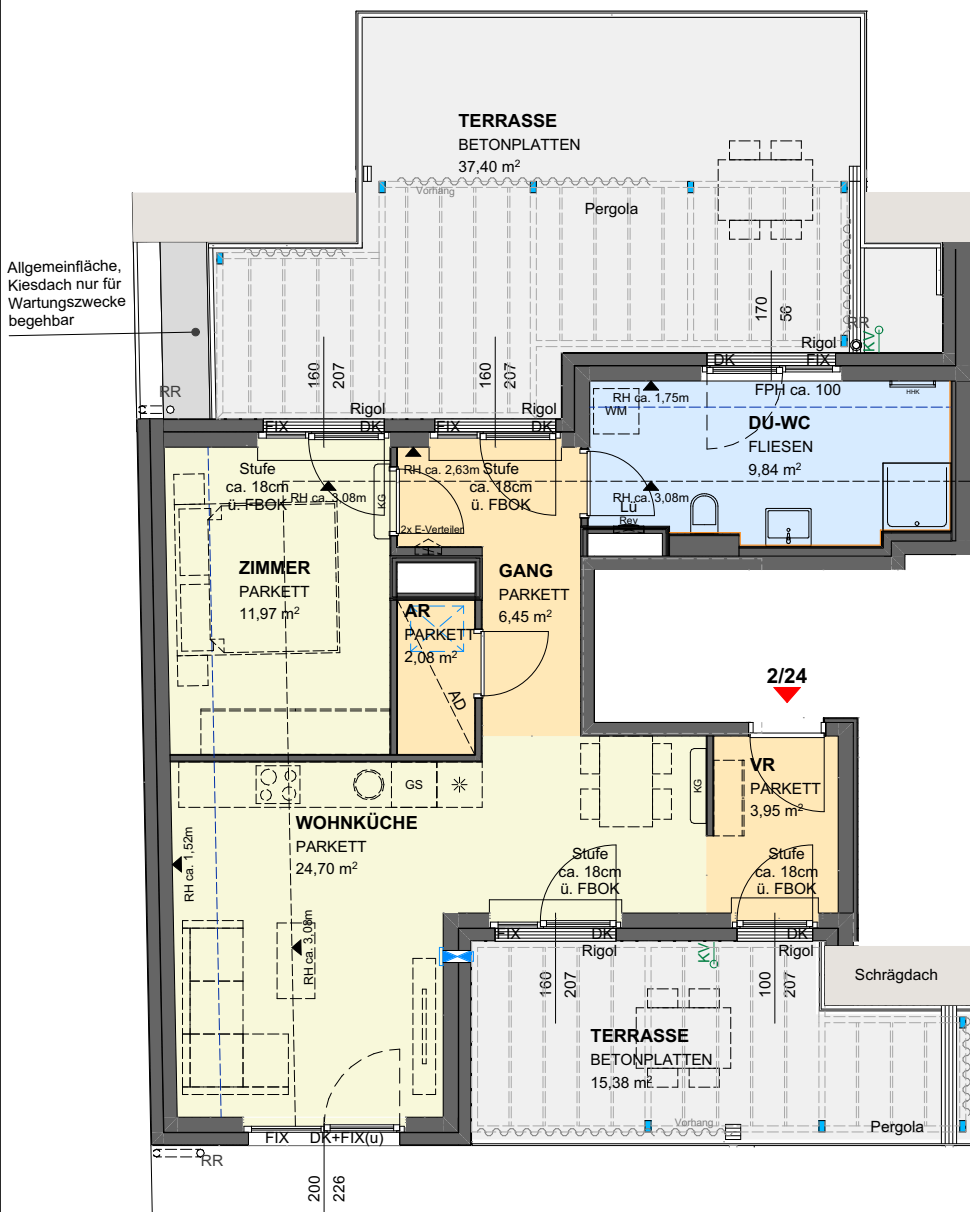 TERRASSE
BETONPLATTEN
37,40 m²
Vorhang
Pergola
Allgemeinfläche,
Kiesdach nur für
Wartungszwecke
begehbar
170
56
RR
KV
Rigol
DK
FIX
160
207
160
207
RR
Rigol
Rigol
FIX
DK
FIX
DK
FPH ca. 100
HHK
RH ca. 1,75m
WM
DU-WC
FLIESEN
9,84 m²
RH ca. 3,08m
Lü
Rev
Stufe
ca. 18cm
ü. FBOK
RH ca. 3,08m
KG
RH ca. 2,63m
Stufe
ca. 18cm
ü. FBOK
2x E-Verteiler
ZIMMER
PARKETT
11,97 m²
GANG
PARKETT
6,45 m²
AR
PARKETT
2,08 m²
AD
2/24
VR
PARKETT
3,95 m²
KG
GS
WOHNKÜCHE
PARKETT
24,70 m²
RH ca. 1,52m
RH ca. 3,08m
Stufe
ca. 18cm
ü. FBOK
Stufe
ca. 18cm
ü. FBOK
FIX
DK
DK
Rigol
KV
Rigol
160
207
100
207
Schrägdach
TERRASSE
BETONPLATTEN
15,38 m²
Vorhang
Pergola
FIX
DK+FIX(u)
RR
200
226